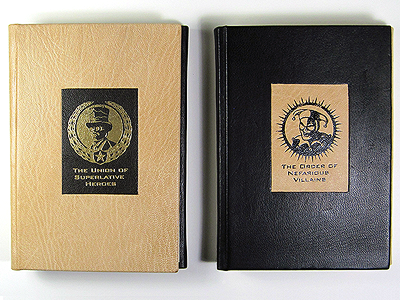 The Union of
Superlative
Heroes
The Order of
Nefarious
Villains